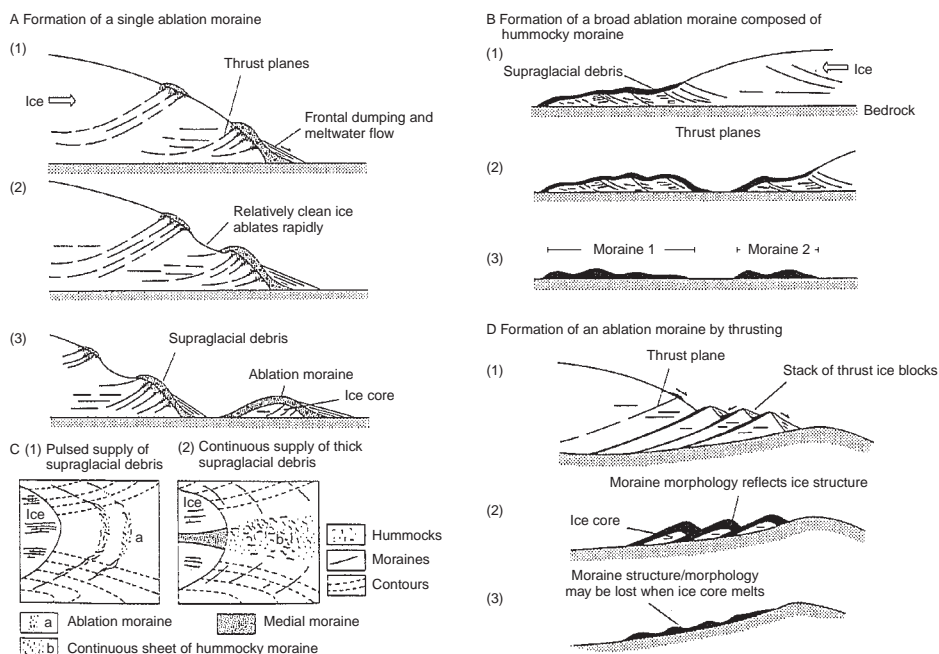 A Formation of a single ablation moraine
(1)
Thrust planes
Ice
Frontal dumping and
meltwater flow
(2)
Relatively clean ice
ablates rapidly
(3)
Supraglacial debris
Ablation moraine
Ice core
B Formation of a broad ablation moraine composed of
hummocky moraine
(1)
Supraglacial debris
Ice
Bedrock
Thrust planes
(2)
(3)
Moraine 1
Moraine 2
C (1) Pulsed supply of
supraglacial debris
(2) Continuous supply of thick
supraglacial debris
Ice
a
Ice
b
Hummocks
Moraines
Contours
a Ablation moraine
Medial moraine
b Continuous sheet of hummocky moraine
D Formation of an ablation moraine by thrusting
(1)
Thrust plane
Stack of thrust ice blocks
Moraine morphology reflects ice structure
(2)
Ice core
Moraine structure/morphology
may be lost when ice core melts
(3)